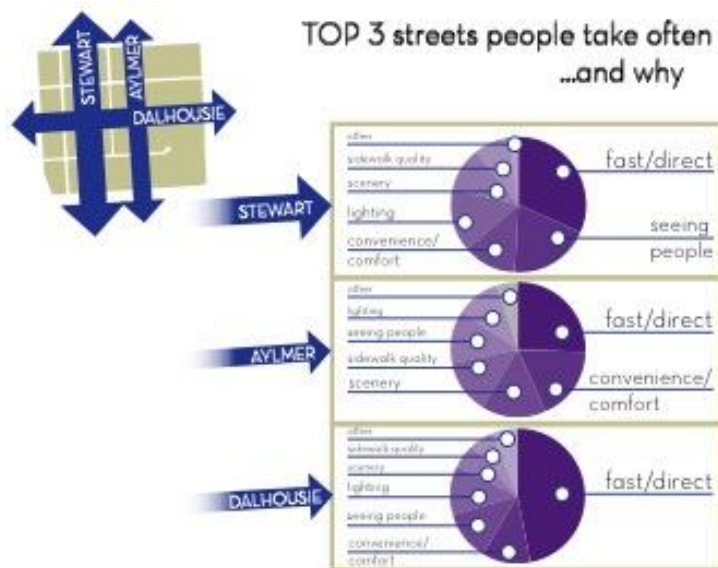 TOP 3 streets people take often
...and why
STEWART
AYLMER
DALHOUSIE
STEWART
other
sidewalk quality
scenery
lighting
convenience/
comfort
fast/direct
seeing
people
AYLMER
other
lighting
seeing people
sidewalk quality
scenery
fast/direct
convenience/
comfort
DALHOUSIE
other
sidewalk quality
scenery
lighting
seeing people
convenience/
comfort
fast/direct